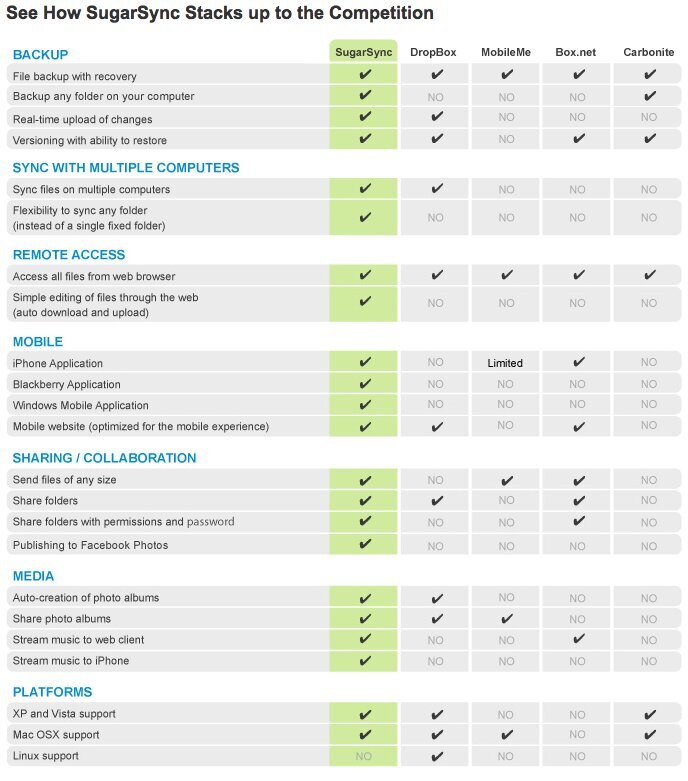 See How SugarSync Stacks up to the Competition
BACKUP SugarSync DropBox MobileMe Box.net Carbonite
File backup with recovery ✔ ✔ ✔ ✔ ✔
Backup any folder on your computer ✔ NO NO NO ✔
Real-time upload of changes ✔ ✔ NO NO NO
Versioning with ability to restore ✔ ✔ NO ✔ ✔
SYNC WITH MULTIPLE COMPUTERS
Sync files on multiple computers ✔ ✔ NO NO NO
Flexibility to sync any folder
(instead of a single fixed folder) ✔ NO NO NO NO
REMOTE ACCESS
Access all files from web browser ✔ ✔ ✔ ✔ ✔
Simple editing of files through the web
(auto download and upload) ✔ NO NO NO NO
MOBILE
iPhone Application ✔ NO Limited ✔ NO
Blackberry Application ✔ NO NO NO NO
Windows Mobile Application ✔ NO NO NO NO
Mobile website (optimized for the mobile experience) ✔ ✔ NO ✔ NO
SHARING / COLLABORATION
Send files of any size ✔ NO ✔ ✔ NO
Share folders ✔ ✔ NO ✔ NO
Share folders with permissions and password ✔ NO NO ✔ NO
Publishing to Facebook Photos ✔ NO NO NO NO
MEDIA
Auto-creation of photo albums ✔ ✔ NO NO NO
Share photo albums ✔ ✔ ✔ NO NO
Stream music to web client ✔ NO NO ✔ NO
Stream music to iPhone ✔ NO NO NO NO
PLATFORMS
XP and Vista support ✔ ✔ NO NO ✔
Mac OSX support ✔ ✔ ✔ NO ✔
Linux support NO ✔ NO NO NO